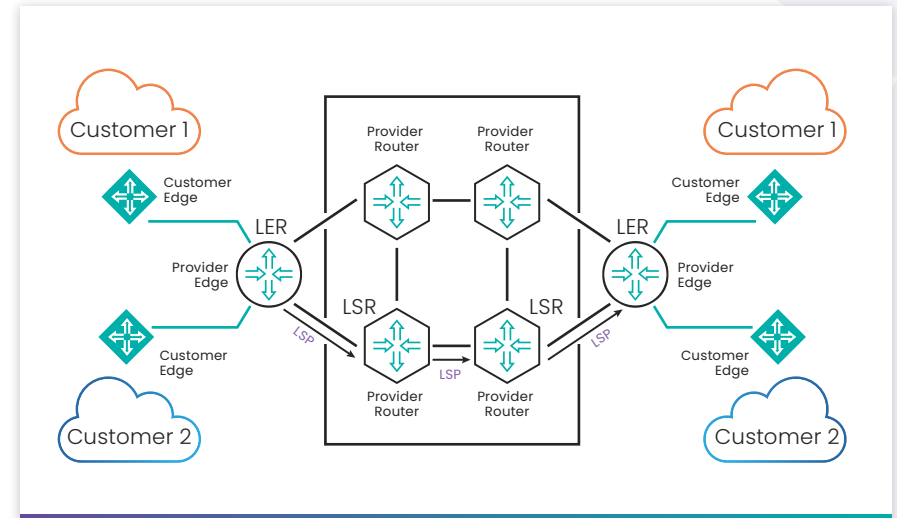 Customer 1
Customer 1
Provider
Router
Provider
Router
Customer
Edge
Customer
Edge
LER
LER
Provider
Edge
Provider
Edge
LSR
LSR
LSP
LSP
LSP
Customer
Edge
Customer
Edge
Provider
Router
Provider
Router
Customer 2
Customer 2